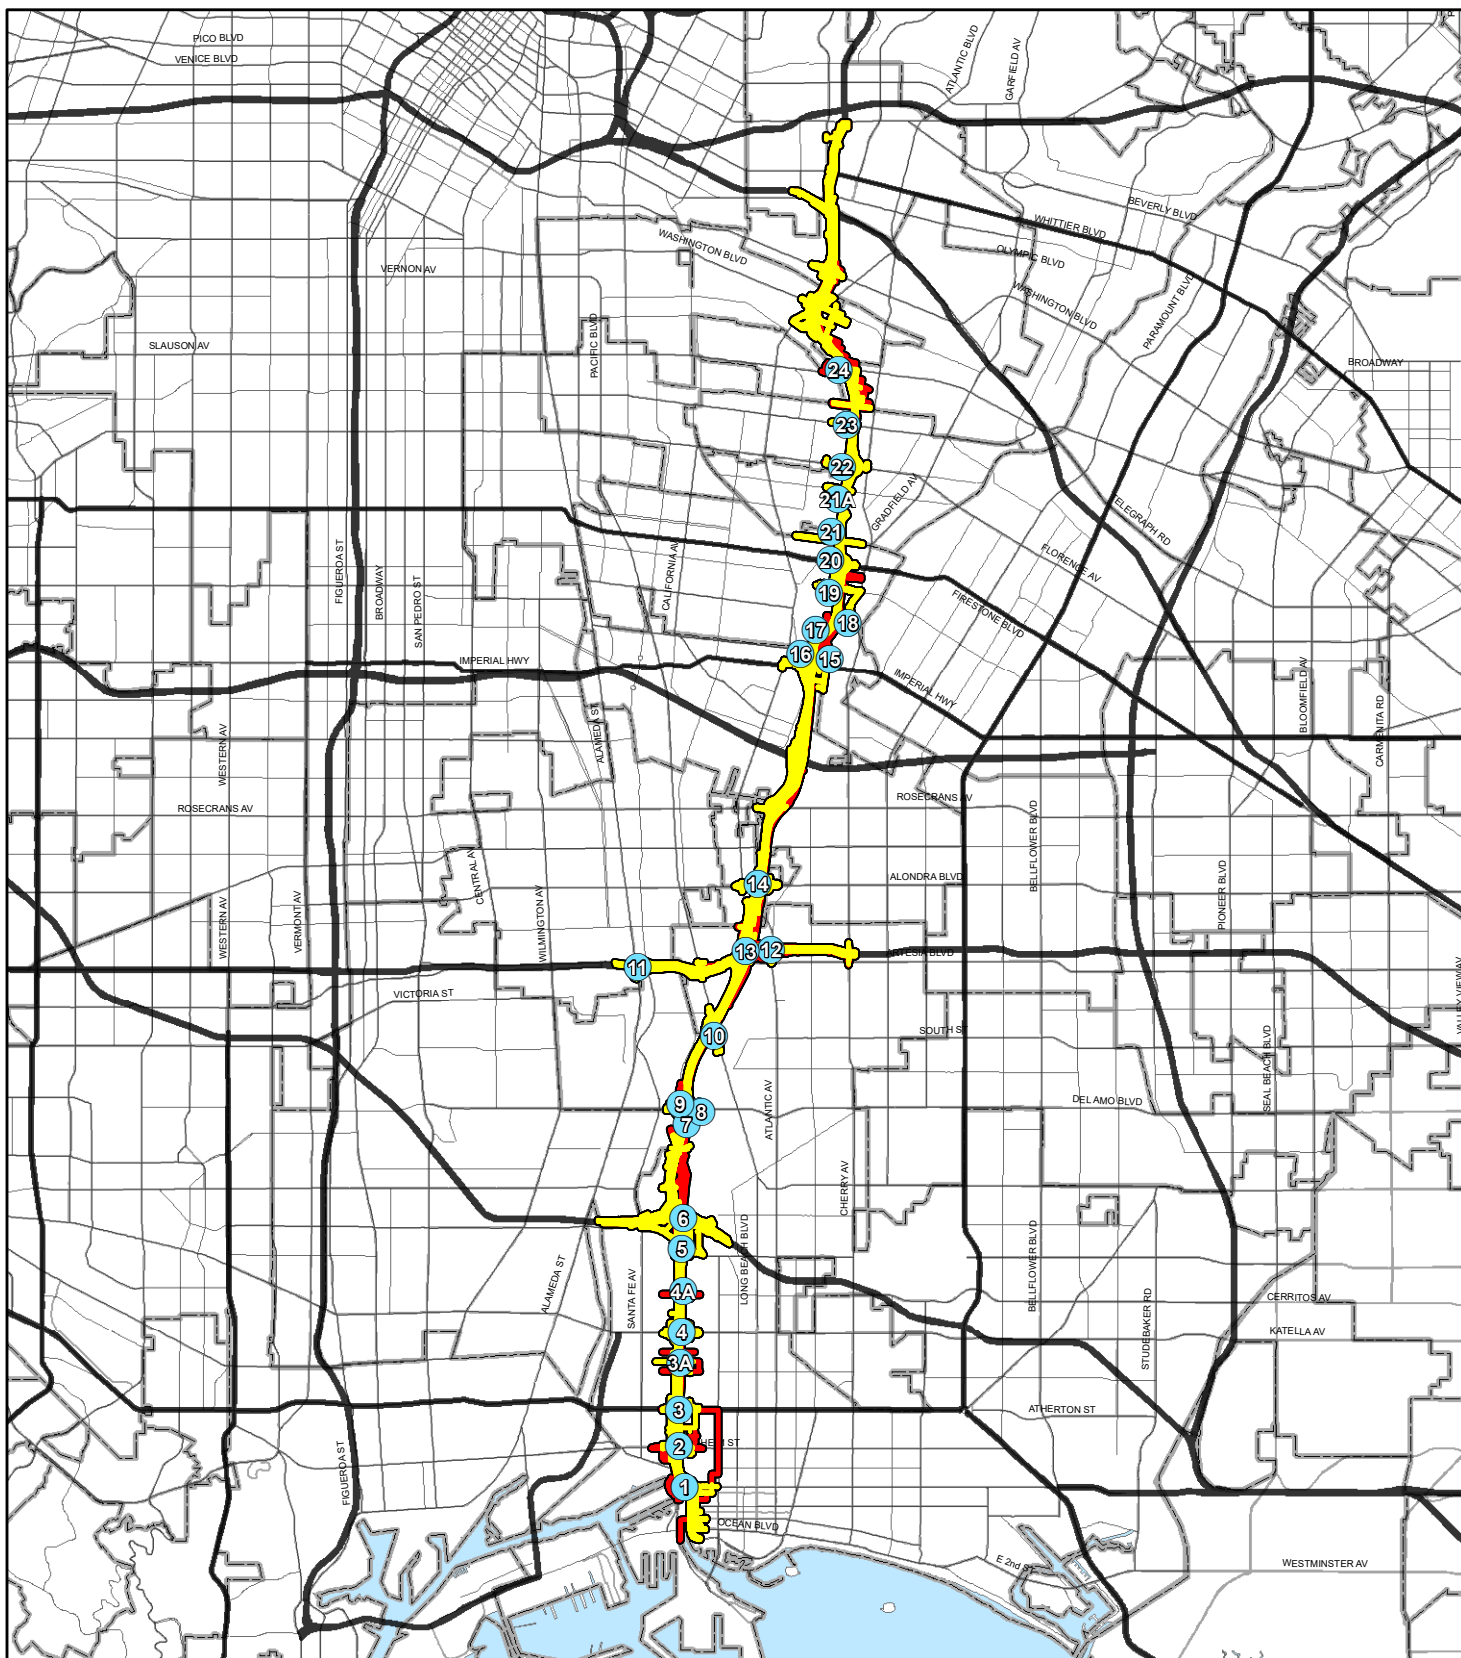 PICO BLVD
VENICE BLVD
ATLANTIC BLVD
GARFIELD AV
BEVERLY BLVD
WHITTIER BLVD
OLYMPIC BLVD
WASHINGTON BLVD
WASHINGTON BLVD
VERNON AV
PARAMOUNT BLVD
SLAUSON AV
PACIFIC BLVD
BROADWAY
24
23
22
21A
21
20
19
18
17
16
15
GRADFIELD AV
TELEGRAPH RD
FLORENCE AV
FIRESTONE BLVD
FIGUEROA ST
BROADWAY
SAN PEDRO ST
CALIFORNIA AV
IMPERIAL HWY
IMPERIAL HWY
ALAMEDA ST
WESTERN AV
BLOOMFIELD AV
CARMENITA RD
ROSECRANS AV
ROSECRANS AV
BELLFLOWER BLVD
CENTRAL AV
ALONDRA BLVD
14
PIONEER BLVD
WESTERN AV
VERMONT AV
WILMINGTON AV
13
12
11
VICTORIA ST
SOUTH ST
10
VALLEY VIEW AV
SEAL BEACH BLVD
DEL AMO BLVD
ATLANTIC AV
9
8
7
CHERRY AV
6
5
LONG BEACH BLVD
BELLFLOWER BLVD
ALAMEDA ST
SANTA FE AV
4A
CERRITOS AV
STUDEBAKER RD
4
KATELLA AV
3A
3
ATHERTON ST
2
FIGUEROA ST
1
OCEAN BLVD
E 2nd ST
WESTMINSTER AV